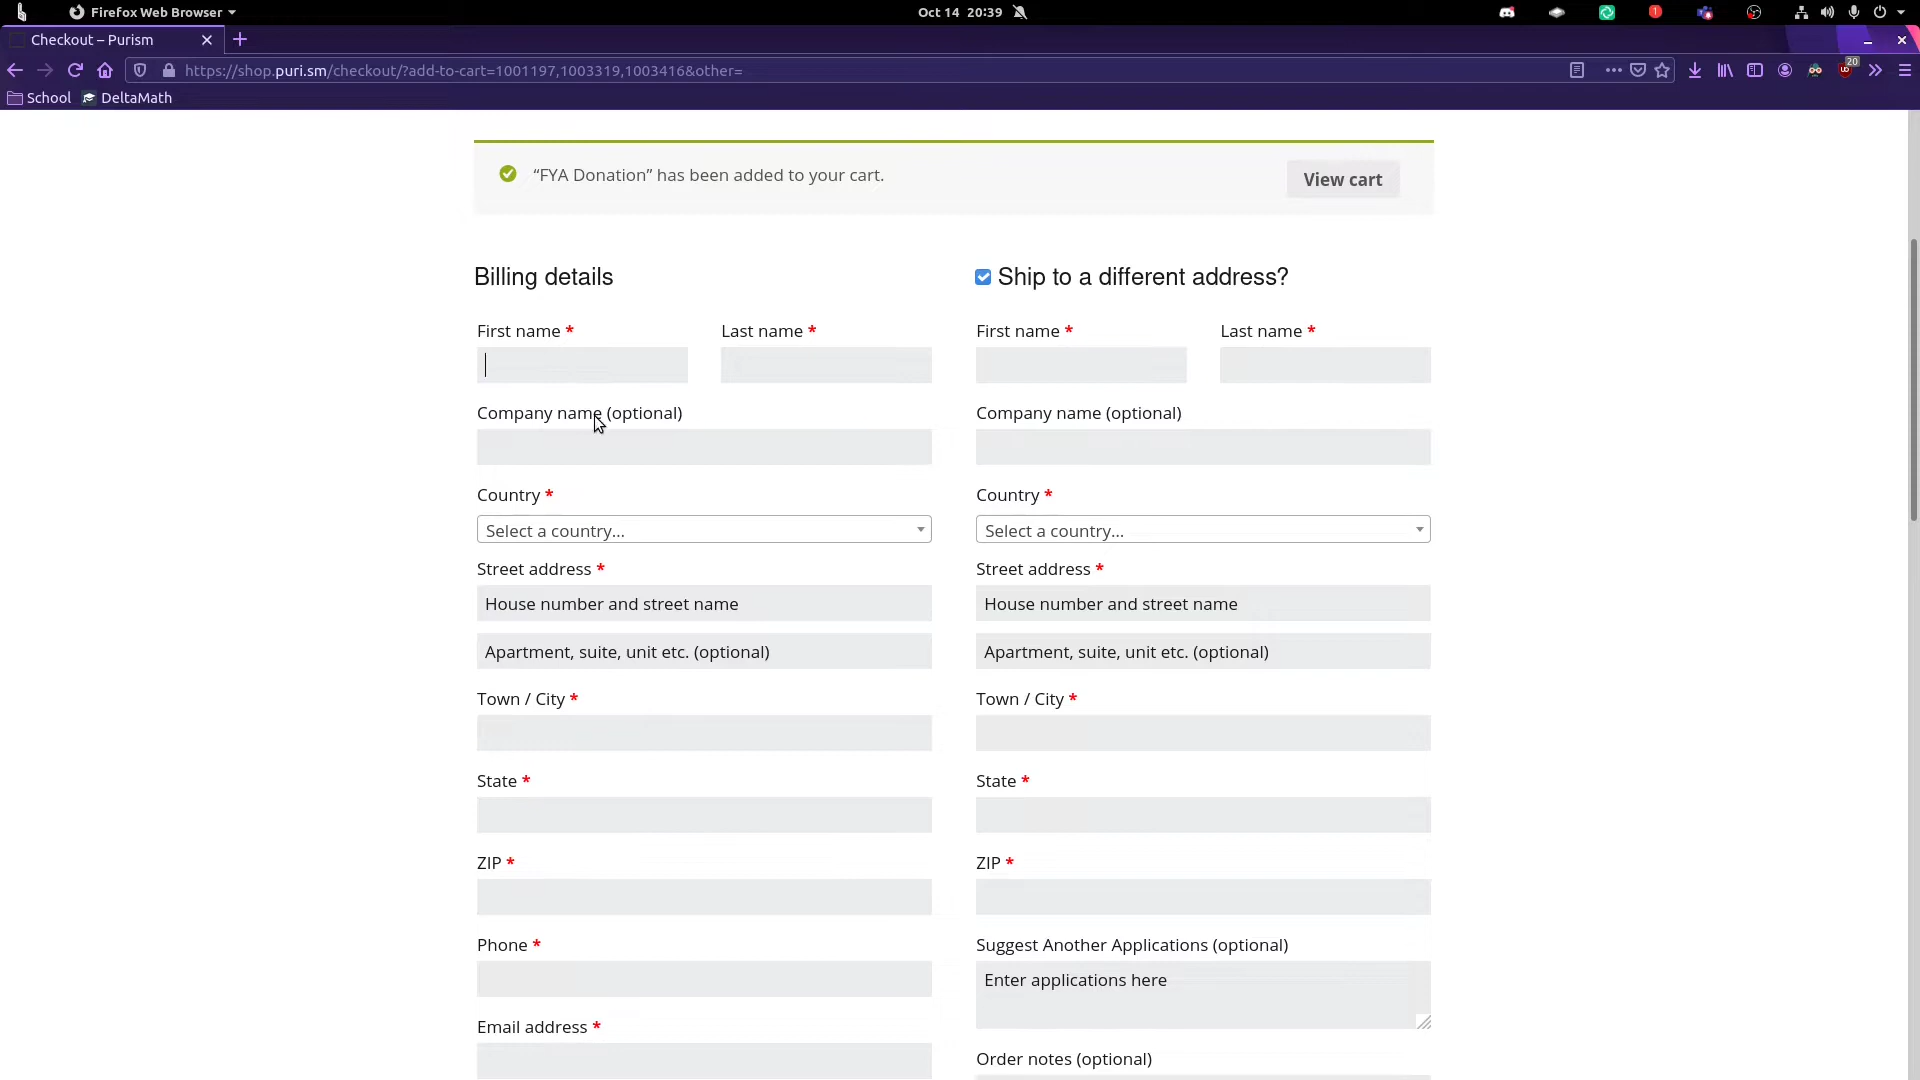 Firefox Web Browser
Oct 14 20:39
1
Checkout – Purism
https://shop.puri.sm/checkout/?add-to-cart=1001197,1003319,1003416&other=
20
School
DeltaMath
“FYA Donation” has been added to your cart.
View cart
Billing details
First name *
Last name *
Company name (optional)
Country *
Select a country...
Street address *
House number and street name
Apartment, suite, unit etc. (optional)
Town / City *
State *
ZIP *
Phone *
Email address *
Ship to a different address?
First name *
Last name *
Company name (optional)
Country *
Select a country...
Street address *
House number and street name
Apartment, suite, unit etc. (optional)
Town / City *
State *
ZIP *
Suggest Another Applications (optional)
Enter applications here
Order notes (optional)